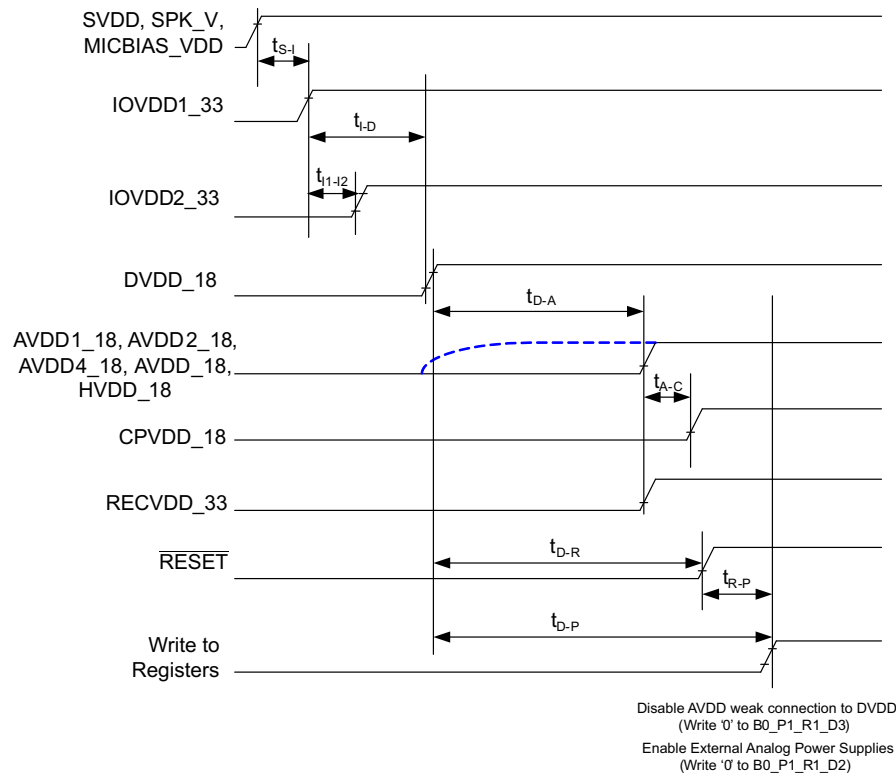 SVDD, SPK_V,
MICBIAS_VDD
tS-I
IOVDD1_33
tI-D
tI1-I2
IOVDD2_33
DVDD_18
tD-A
AVDD1_18, AVDD2_18,
AVDD4_18, AVDD_18,
HVDD_18
tA-C
CPVDD_18
RECVDD_33
RESET
tD-R
tR-P
tD-P
Write to
Registers
Disable AVDD weak connection to DVDD
(Write ‘0’ to B0_P1_R1_D3)
Enable External Analog Power Supplies
(Write ‘0’ to B0_P1_R1_D2)